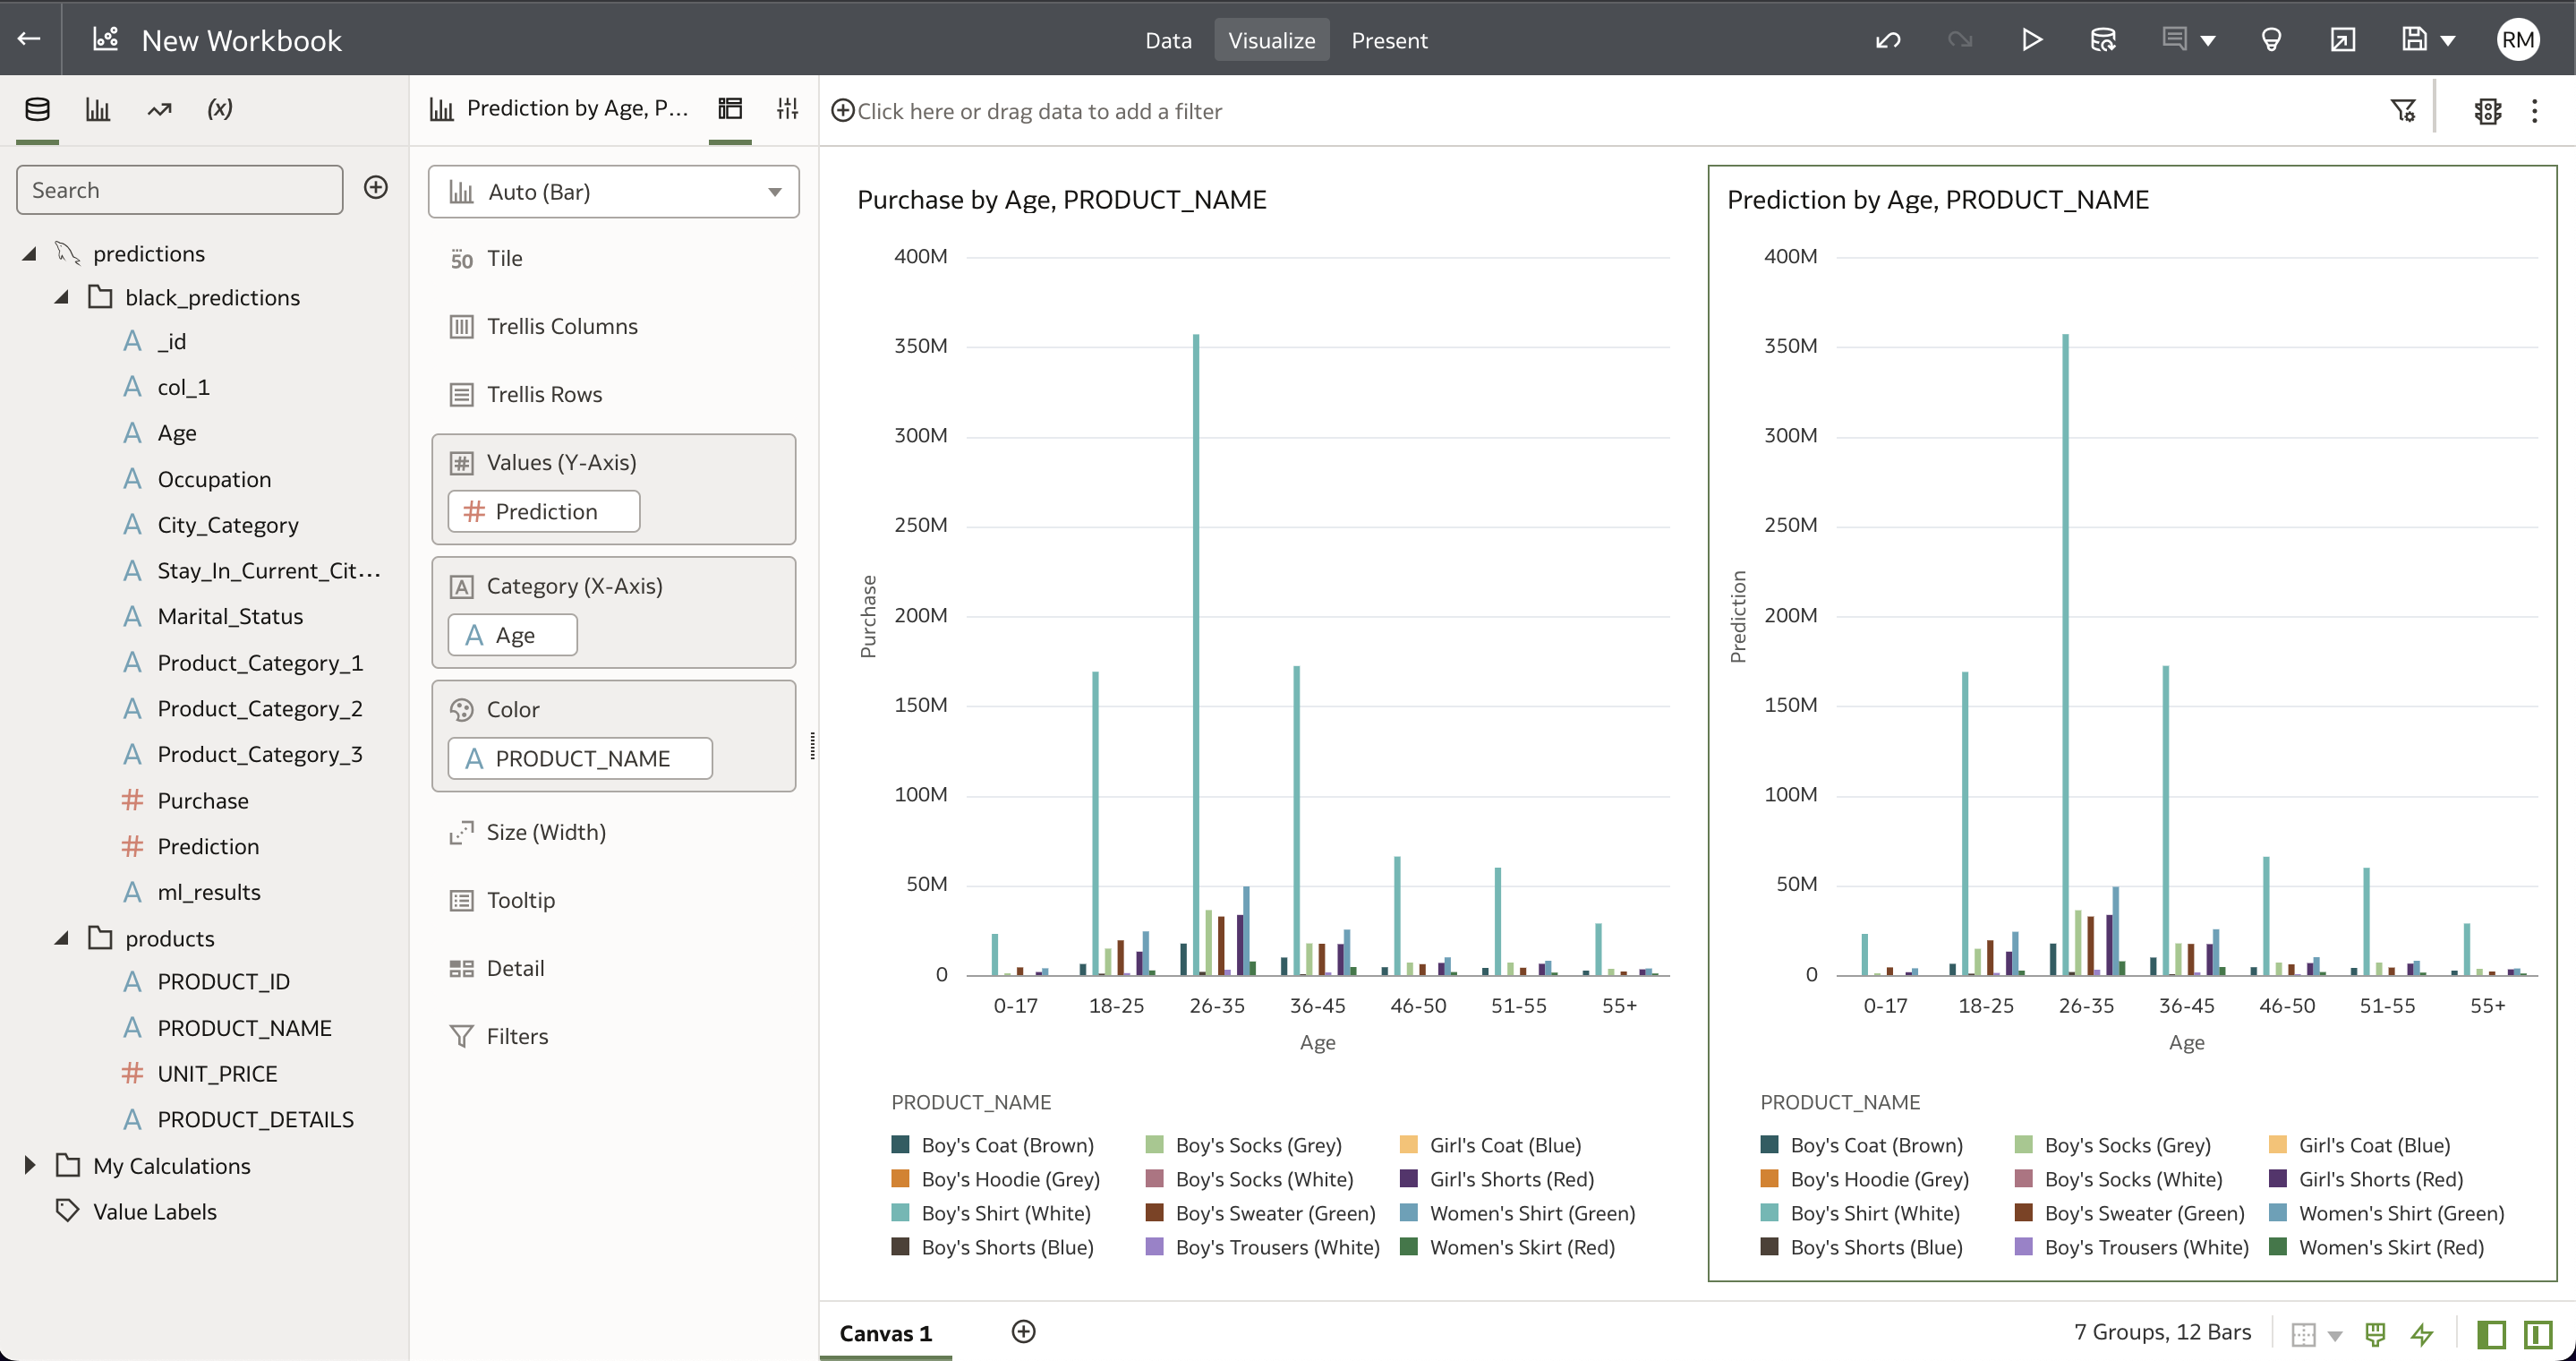 New Workbook
Data Visualize Present
RM
(x)
Prediction by Age, P...
Click here or drag data to add a filter
Search
predictions
black_predictions
_id
col_1
Age
Occupation
City_Category
Stay_In_Current_Cit...
Marital_Status
Product_Category_1
Product_Category_2
Product_Category_3
Purchase
Prediction
ml_results
products
PRODUCT_ID
PRODUCT_NAME
UNIT_PRICE
PRODUCT_DETAILS
My Calculations
Value Labels
Auto (Bar)
50 Tile
Trellis Columns
Trellis Rows
Values (Y-Axis)
# Prediction
Category (X-Axis)
A Age
Color
A PRODUCT_NAME
Size (Width)
Tooltip
Detail
Filters
Purchase by Age, PRODUCT_NAME
400M
350M
300M
250M
200M
150M
100M
50M
0
Purchase
0-17 18-25 26-35 36-45 46-50 51-55 55+
Age
PRODUCT_NAME
Boy's Coat (Brown) Boy's Socks (Grey) Girl's Coat (Blue)
Boy's Hoodie (Grey) Boy's Socks (White) Girl's Shorts (Red)
Boy's Shirt (White) Boy's Sweater (Green) Women's Shirt (Green)
Boy's Shorts (Blue) Boy's Trousers (White) Women's Skirt (Red)
Prediction by Age, PRODUCT_NAME
400M
350M
300M
250M
200M
150M
100M
50M
0
Prediction
0-17 18-25 26-35 36-45 46-50 51-55 55+
Age
PRODUCT_NAME
Boy's Coat (Brown) Boy's Socks (Grey) Girl's Coat (Blue)
Boy's Hoodie (Grey) Boy's Socks (White) Girl's Shorts (Red)
Boy's Shirt (White) Boy's Sweater (Green) Women's Shirt (Green)
Boy's Shorts (Blue) Boy's Trousers (White) Women's Skirt (Red)
Canvas 1
7 Groups, 12 Bars